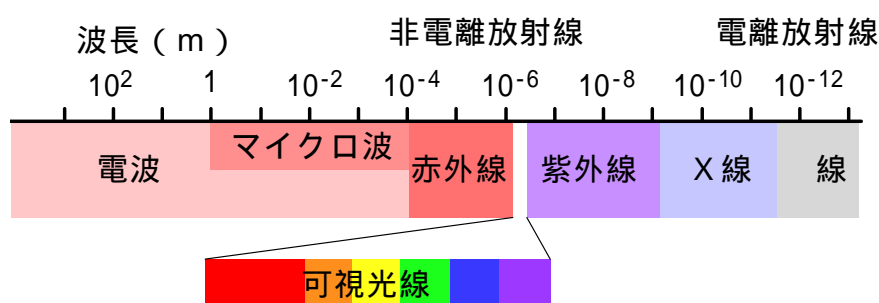 波長（ｍ） 非電離放射線 電離放射線
10² 1 10⁻² 10⁻⁴ 10⁻⁶ 10⁻⁸ 10⁻¹⁰ 10⁻¹²
電波 マイクロ波 赤外線 紫外線 Ｘ線 線
可視光線